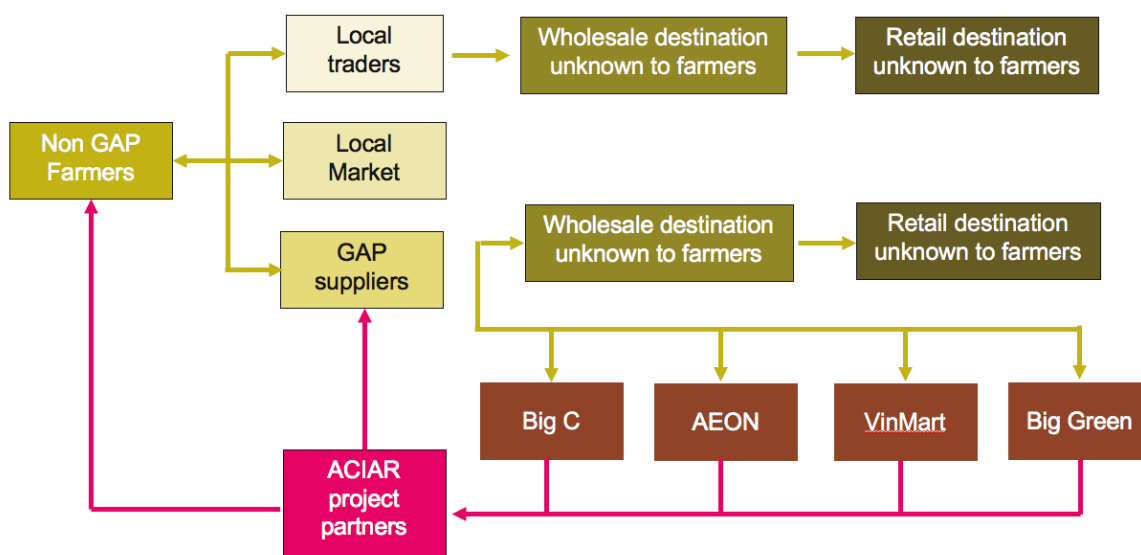 Local
traders
Wholesale destination
unknown to farmers
Retail destination
unknown to farmers
Non GAP
Farmers
Local
Market
GAP
suppliers
Wholesale destination
unknown to farmers
Retail destination
unknown to farmers
Big C
AEON
VinMart
Big Green
ACIAR
project
partners